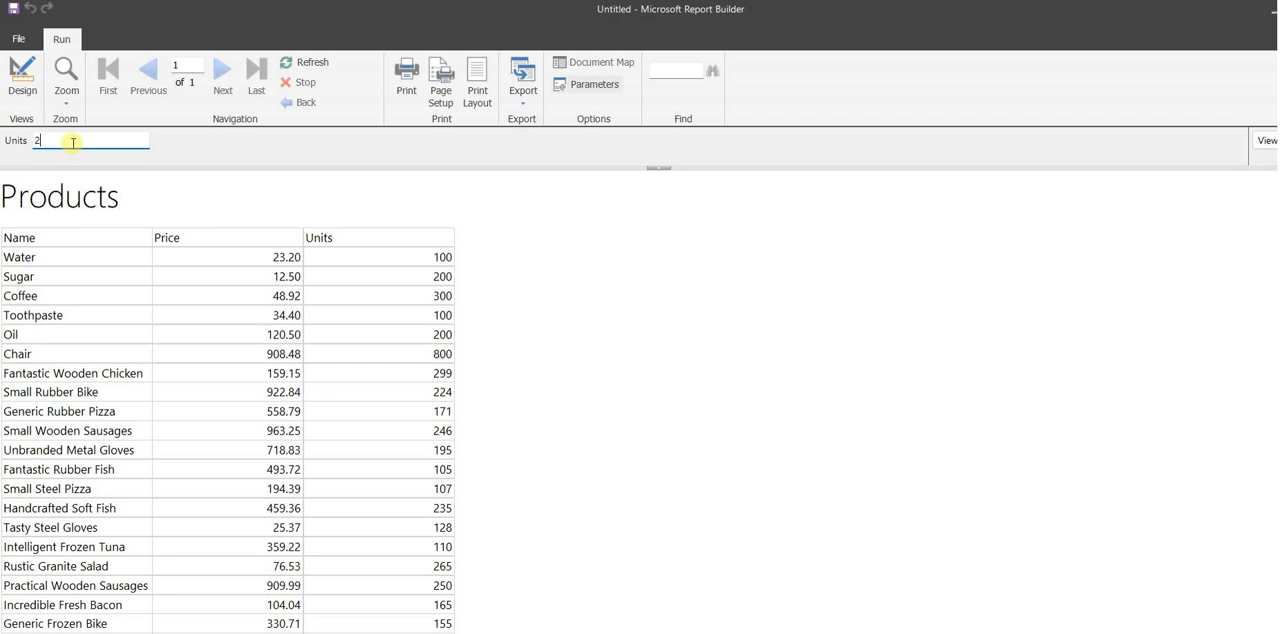 Untitled - Microsoft Report Builder
File Run
Design Zoom First Previous 1 of 1 Next Last Refresh Stop Back Print Page Setup Print Layout Export Document Map Parameters
Views Zoom Navigation Print Export Options Find
Units 2 View
Products
Name Price Units
Water 23.20 100
Sugar 12.50 200
Coffee 48.92 300
Toothpaste 34.40 100
Oil 120.50 200
Chair 908.48 800
Fantastic Wooden Chicken 159.15 299
Small Rubber Bike 922.84 224
Generic Rubber Pizza 558.79 171
Small Wooden Sausages 963.25 246
Unbranded Metal Gloves 718.83 195
Fantastic Rubber Fish 493.72 105
Small Steel Pizza 194.39 107
Handcrafted Soft Fish 459.36 235
Tasty Steel Gloves 25.37 128
Intelligent Frozen Tuna 359.22 110
Rustic Granite Salad 76.53 265
Practical Wooden Sausages 909.99 250
Incredible Fresh Bacon 104.04 165
Generic Frozen Bike 330.71 155